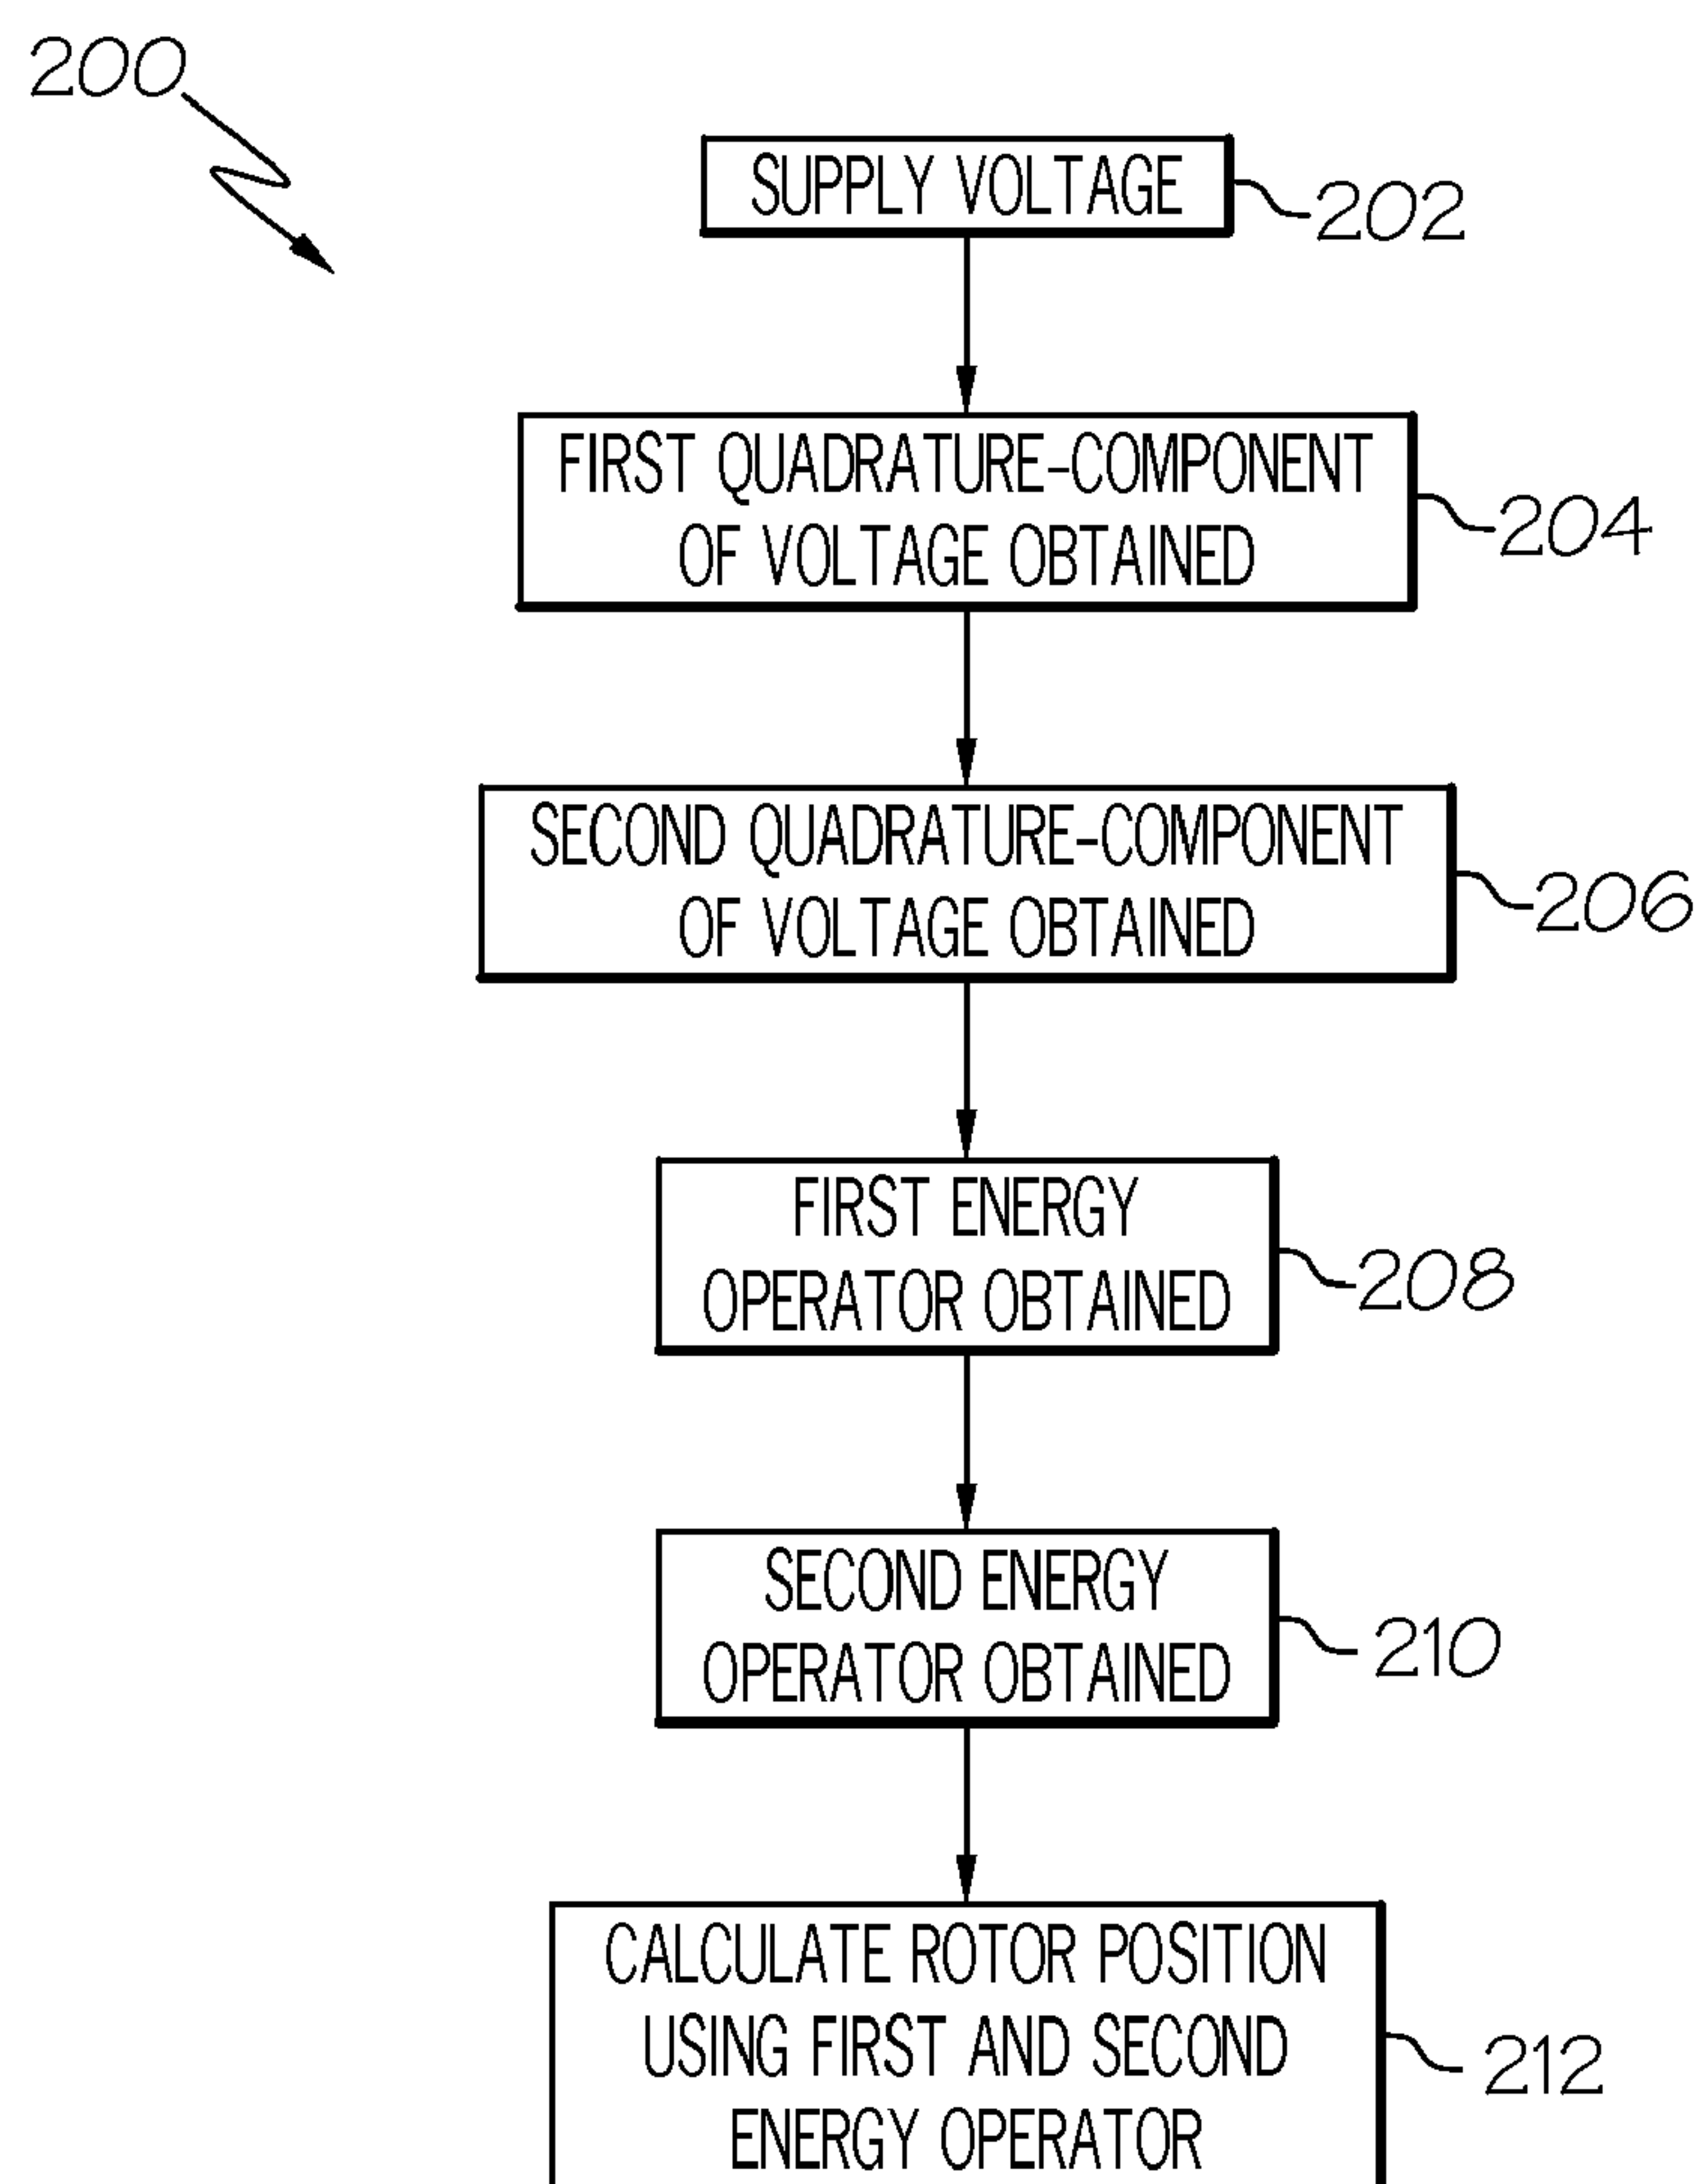 200
SUPPLY VOLTAGE
202
FIRST QUADRATURE-COMPONENT
OF VOLTAGE OBTAINED
204
SECOND QUADRATURE-COMPONENT
OF VOLTAGE OBTAINED
206
FIRST ENERGY
OPERATOR OBTAINED
208
SECOND ENERGY
OPERATOR OBTAINED
210
CALCULATE ROTOR POSITION
USING FIRST AND SECOND
ENERGY OPERATOR
212